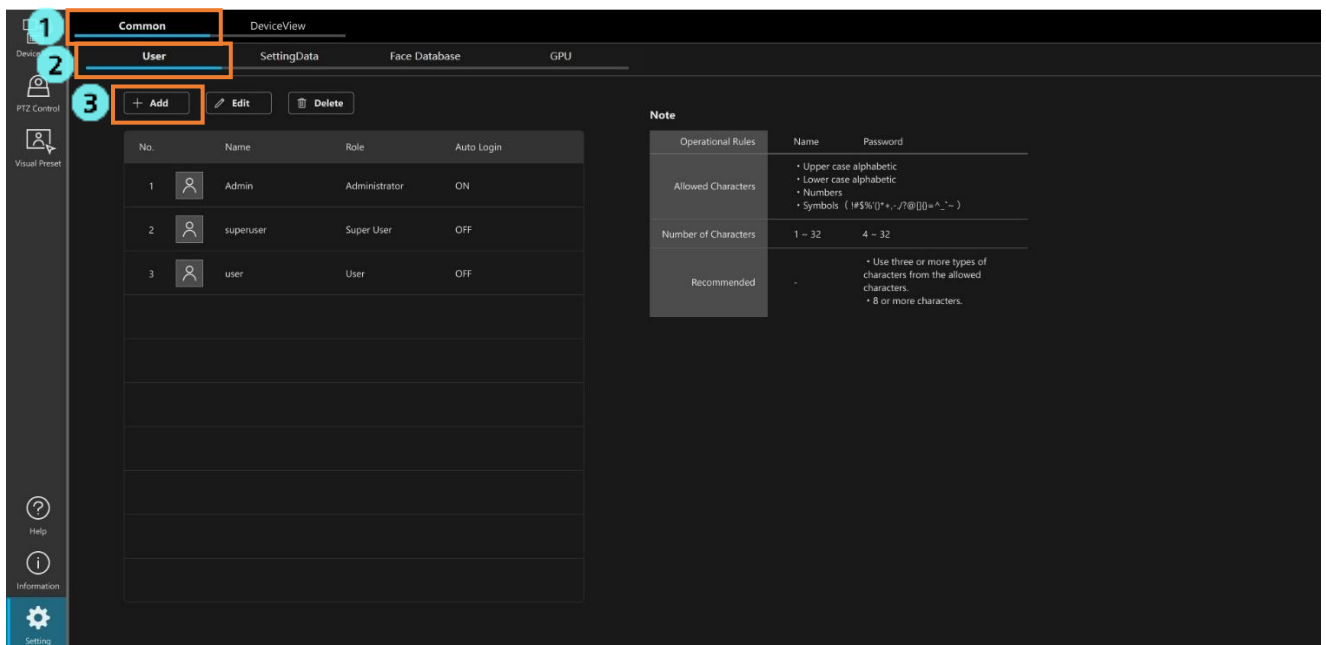 1
Common
DeviceView
2
User
SettingData
Face Database
GPU
PTZ Control
Visual Preset
3
+ Add
Edit
Delete
No.
Name
Role
Auto Login
1
Admin
Administrator
ON
2
superuser
Super User
OFF
3
user
User
OFF
Note
Operational Rules
Name
Password
Allowed Characters
・Upper case alphabetic
・Lower case alphabetic
・Numbers
Number of Characters
1 ~ 32
4 ~ 32
Recommended
-
・Use three or more types of
characters from the allowed
characters.
・8 or more characters.
Help
Information
Setting